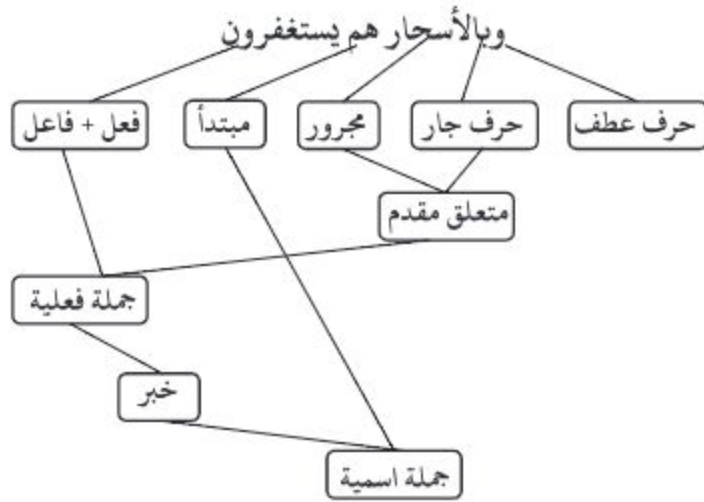 وبالأسحار هم يستغفرون
حرف عطف
حرف جار
مجرور
مبتدأ
فعل + فاعل
متعلق مقدم
جملة فعلية
خبر
جملة اسمية